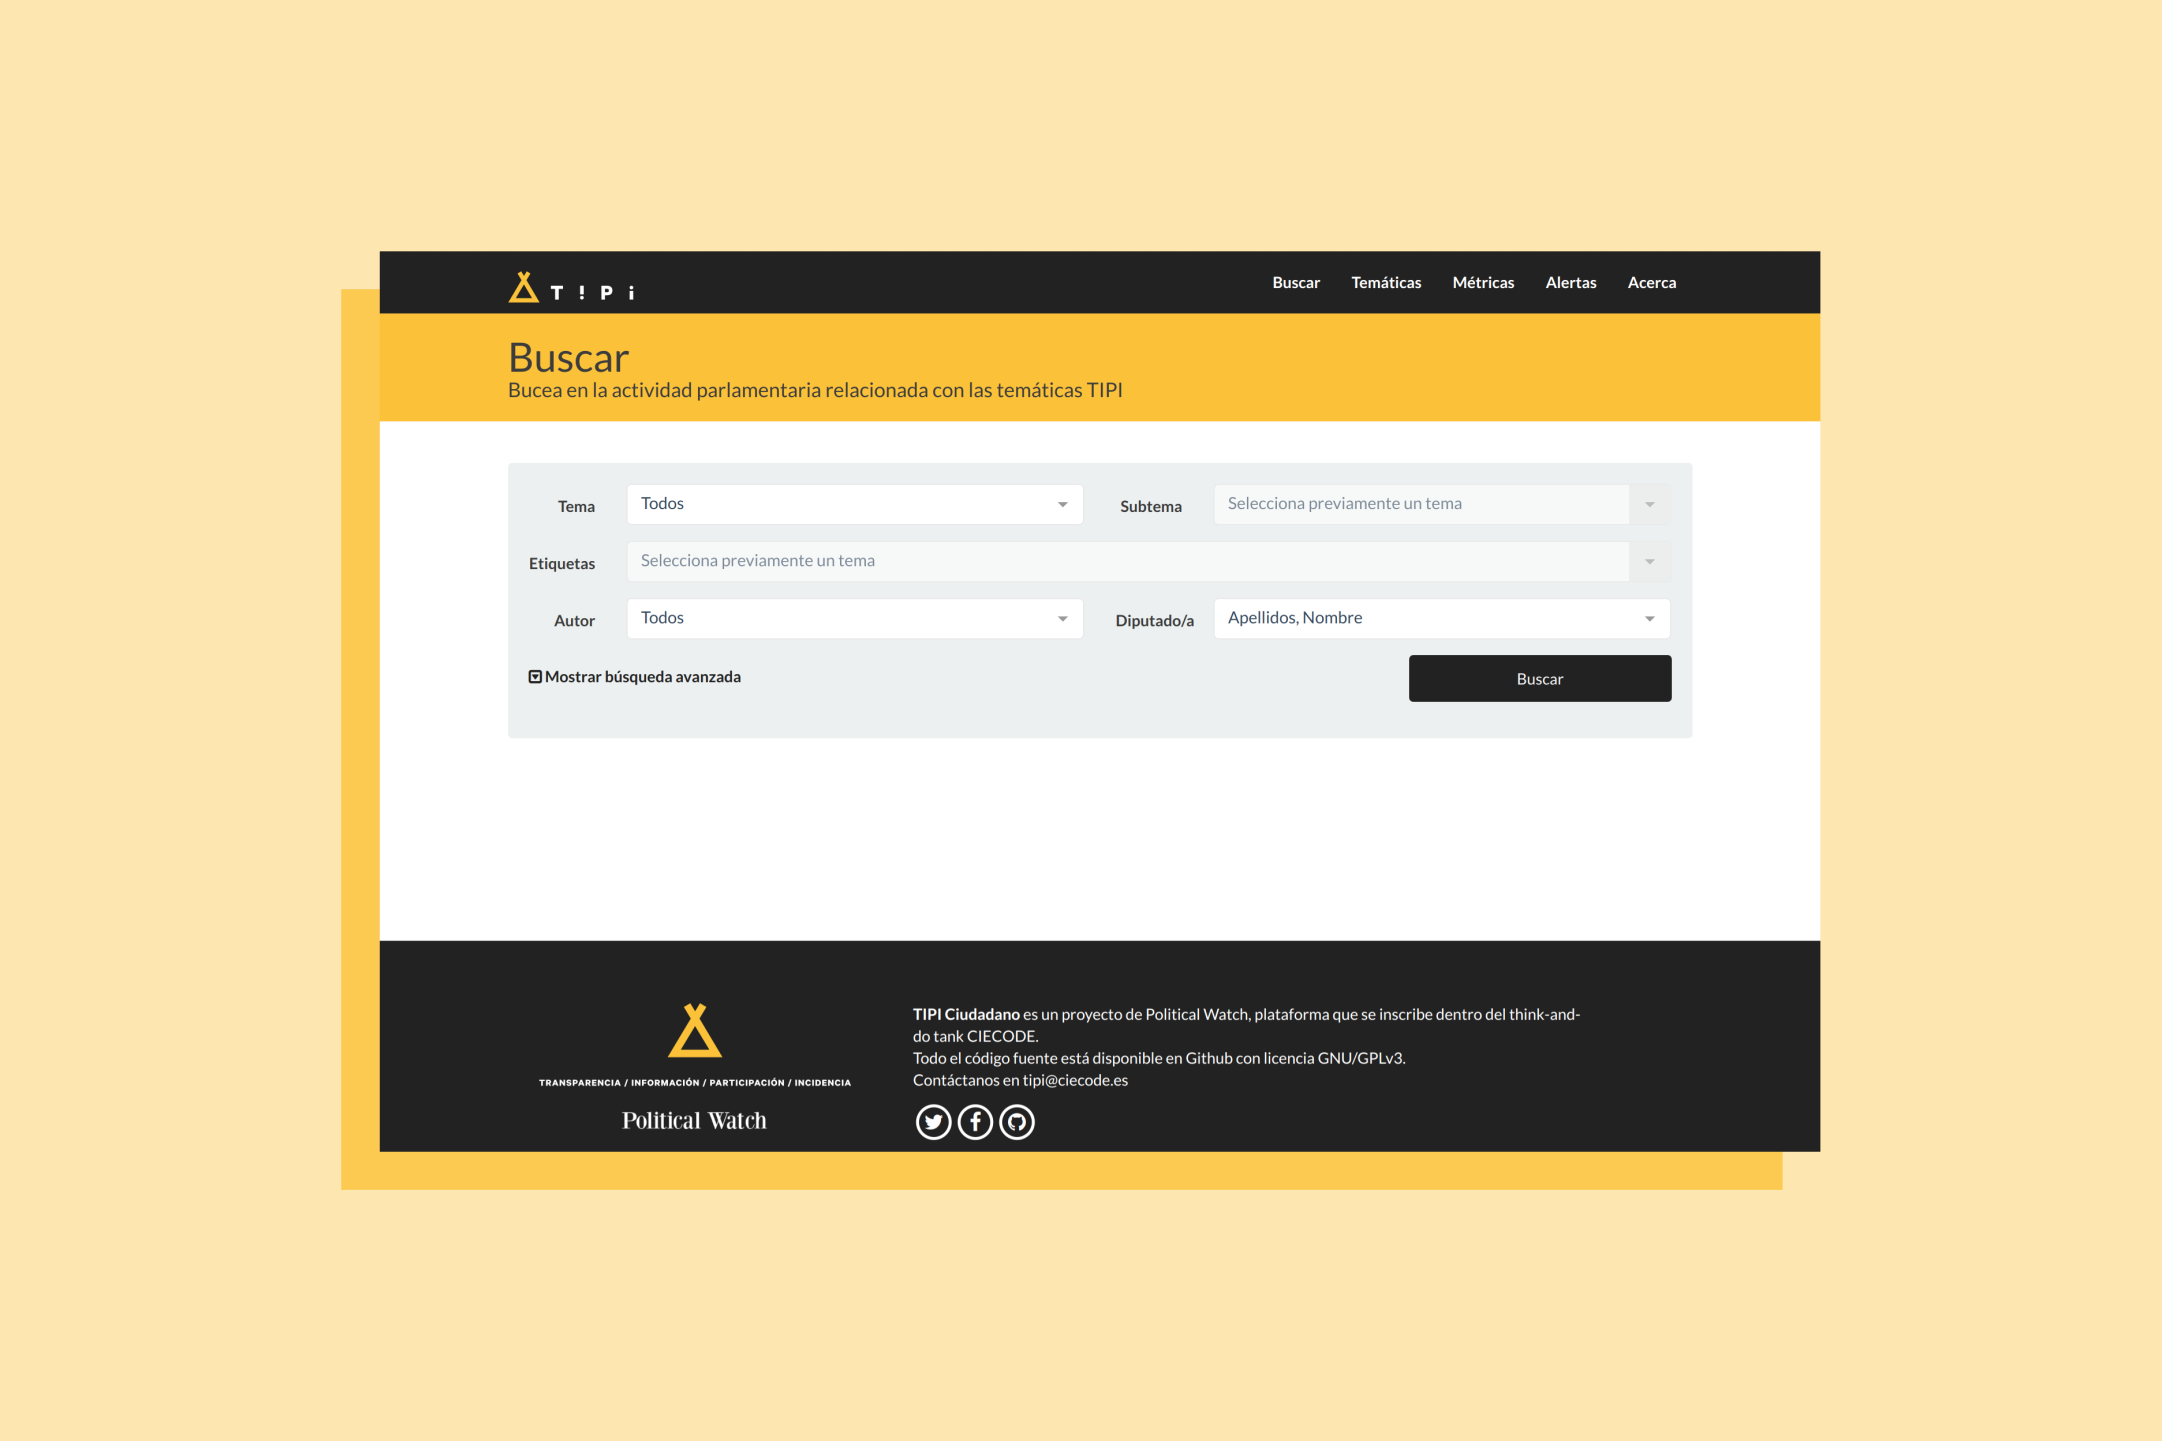 T!Pi
Buscar Temáticas Métricas Alertas Acerca
Buscar
Bucea en la actividad parlamentaria relacionada con las temáticas TIPI
Tema Todos Subtema Selecciona previamente un tema
Etiquetas Selecciona previamente un tema
Autor Todos Diputado/a Apellidos, Nombre
Mostrar búsqueda avanzada Buscar
TRANSPARENCIA / INFORMACIÓN / PARTICIPACIÓN / INCIDENCIA
Political Watch
TIPI Ciudadano es un proyecto de Political Watch, plataforma que se inscribe dentro del think-and-
do tank CIECODE.
Todo el código fuente está disponible en Github con licencia GNU/GPLv3.
Contáctanos en tipi@ciecode.es